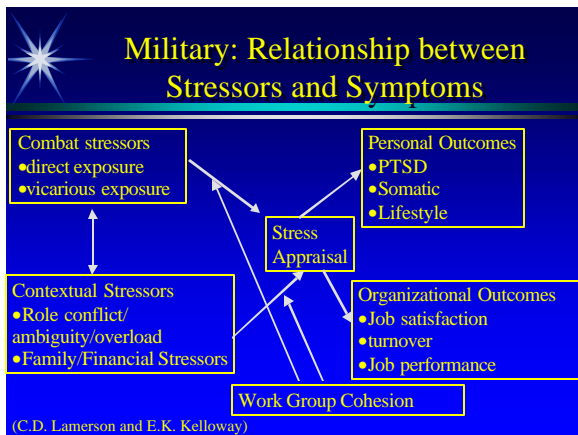 Military: Relationship between
Stressors and Symptoms
Combat stressors
•direct exposure
•vicarious exposure
Personal Outcomes
•PTSD
•Somatic
•Lifestyle
Stress
Appraisal
Contextual Stressors
•Role conflict/
ambiguity/overload
•Family/Financial Stressors
Organizational Outcomes
•Job satisfaction
•turnover
•Job performance
Work Group Cohesion
(C.D. Lamerson and E.K. Kelloway)